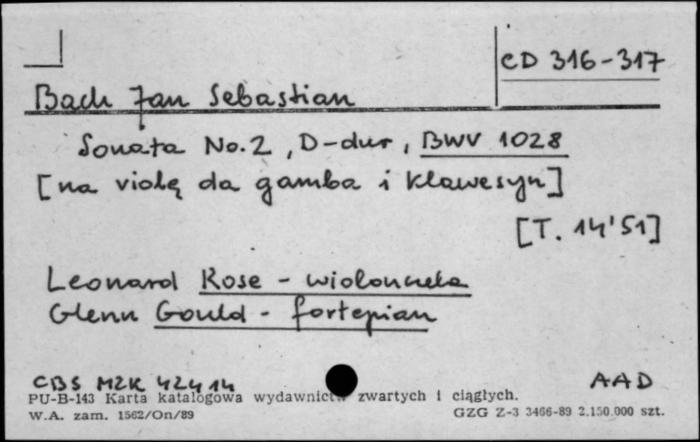 CD 316-317
Bach Jan Sebastian
Sonata No.2, D-dur, BWV 1028
[na violę da gamba i klawesyn]
[T. 14'51]
Leonard Rose - wiolonczela
Glenn Gould - fortepian
CBS M2K 42414 AAD
PU-B-143 Karta katalogowa wydawnictw zwartych i ciągłych.
W.A. zam. 1562/On/89 GZG Z-3 3466-89 2.150.000 szt.